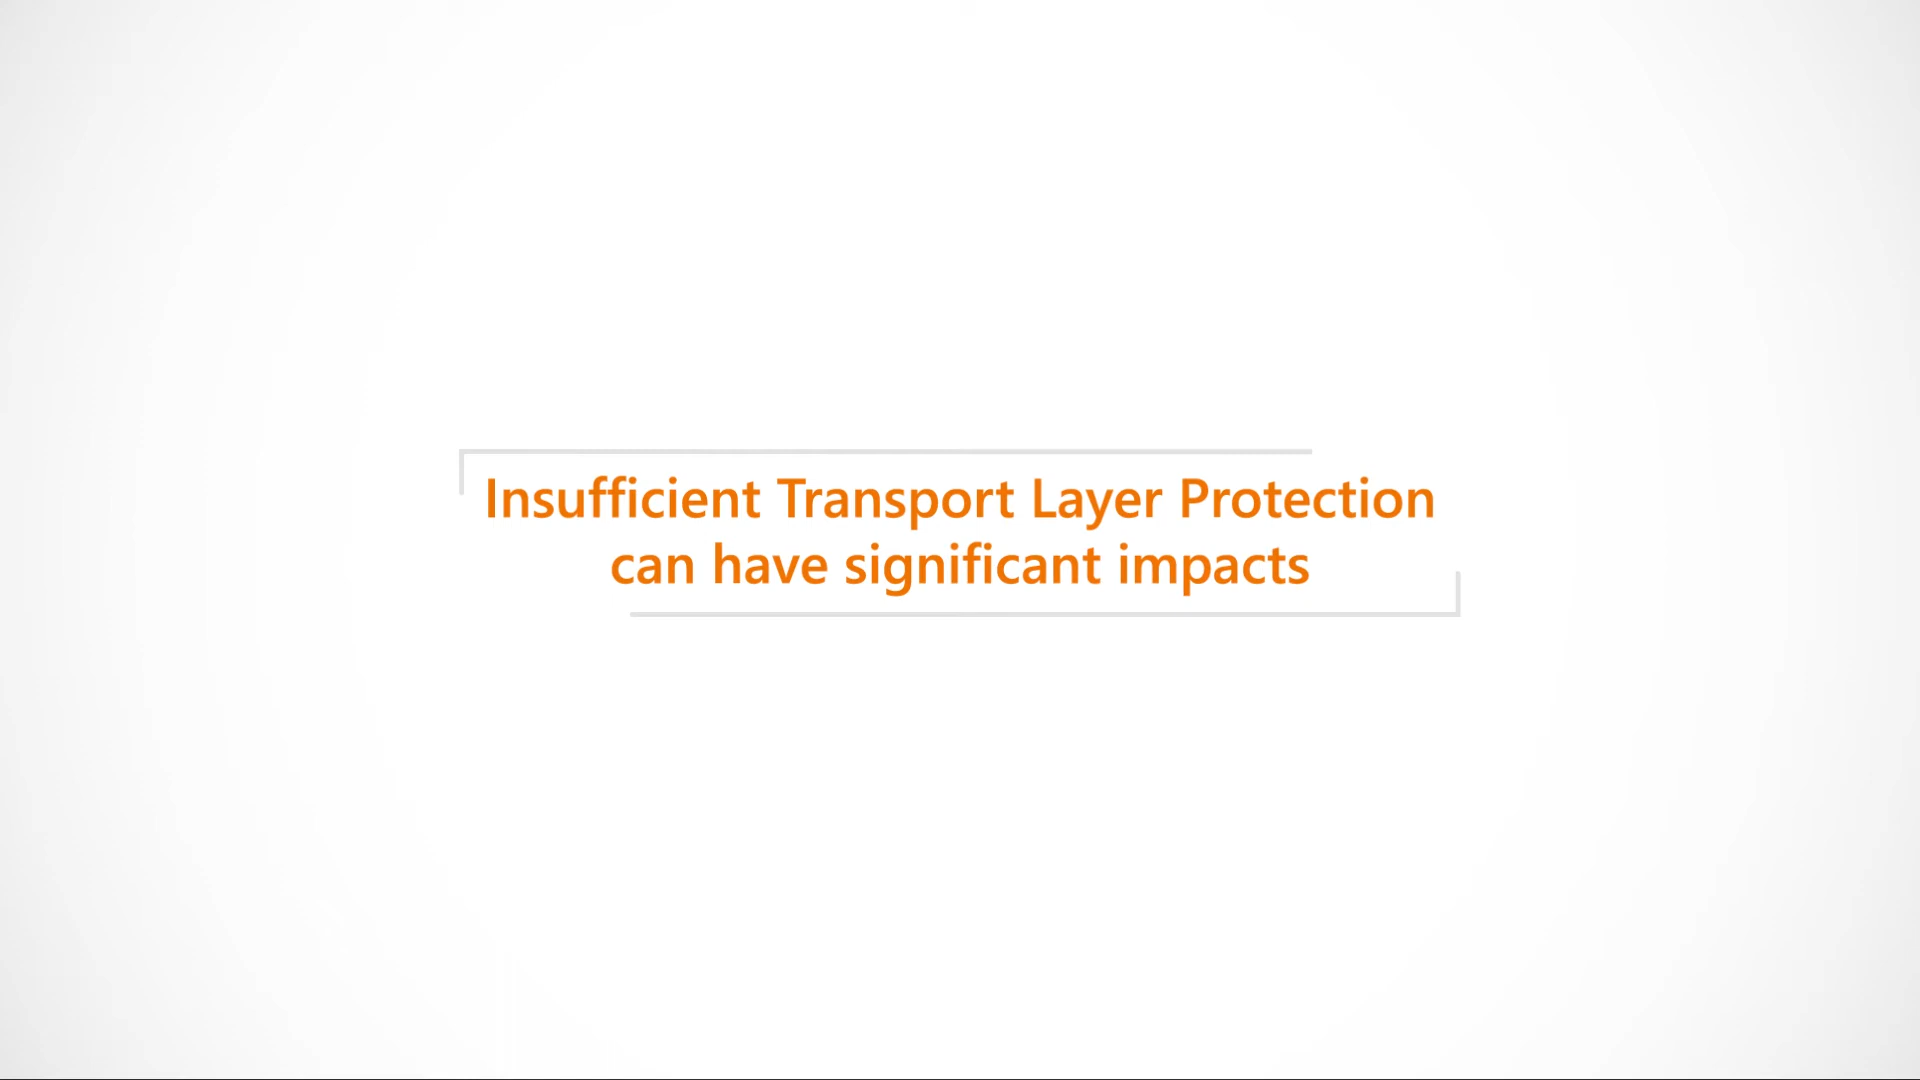 Insufficient Transport Layer Protection
can have significant impacts